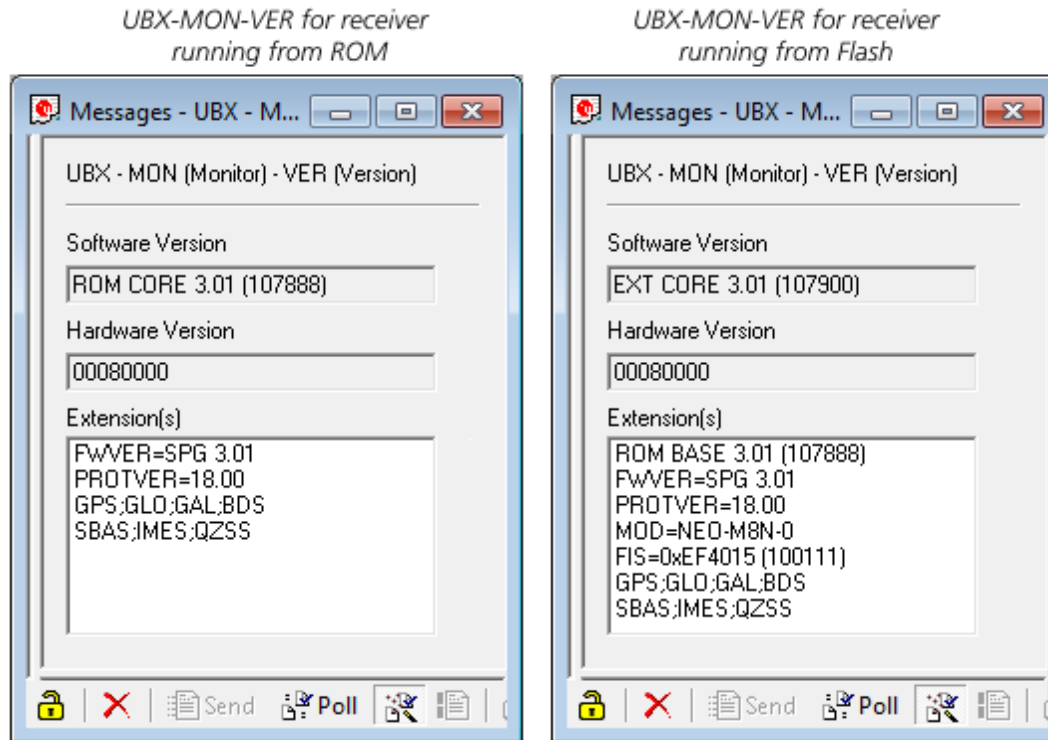 UBX-MON-VER for receiver
running from ROM
Messages - UBX - M...
UBX - MON (Monitor) - VER (Version)
Software Version
ROM CORE 3.01 (107888)
Hardware Version
00080000
Extension(s)
FWVER=SPG 3.01
PROTVER=18.00
GPS;GLO;GAL;BDS
SBAS;IMES;QZSS
Send Poll
UBX-MON-VER for receiver
running from Flash
Messages - UBX - M...
UBX - MON (Monitor) - VER (Version)
Software Version
EXT CORE 3.01 (107900)
Hardware Version
00080000
Extension(s)
ROM BASE 3.01 (107888)
FWVER=SPG 3.01
PROTVER=18.00
MOD=NEO-M8N-0
FIS=0xEF4015 (100111)
GPS;GLO;GAL;BDS
SBAS;IMES;QZSS
Send Poll